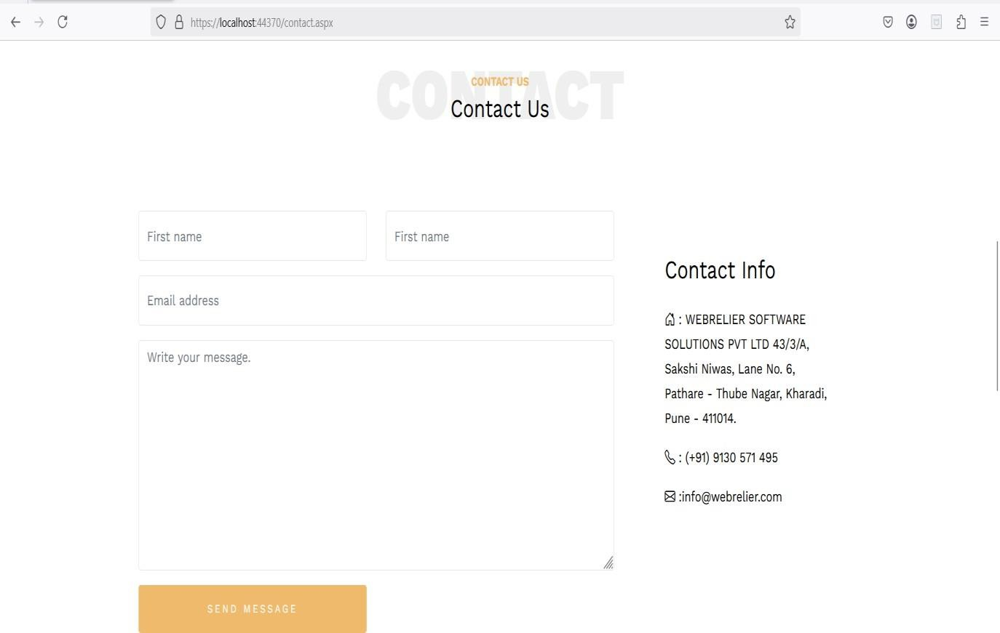 https://localhost:44370/contact.aspx
CONTACT
CONTACT US
Contact Us
First name
First name
Email address
Write your message.
SEND MESSAGE
Contact Info
: WEBRELIER SOFTWARE
SOLUTIONS PVT LTD 43/3/A,
Sakshi Niwas, Lane No. 6,
Pathare - Thube Nagar, Kharadi,
Pune - 411014.
: (+91) 9130 571 495
:info@webrelier.com